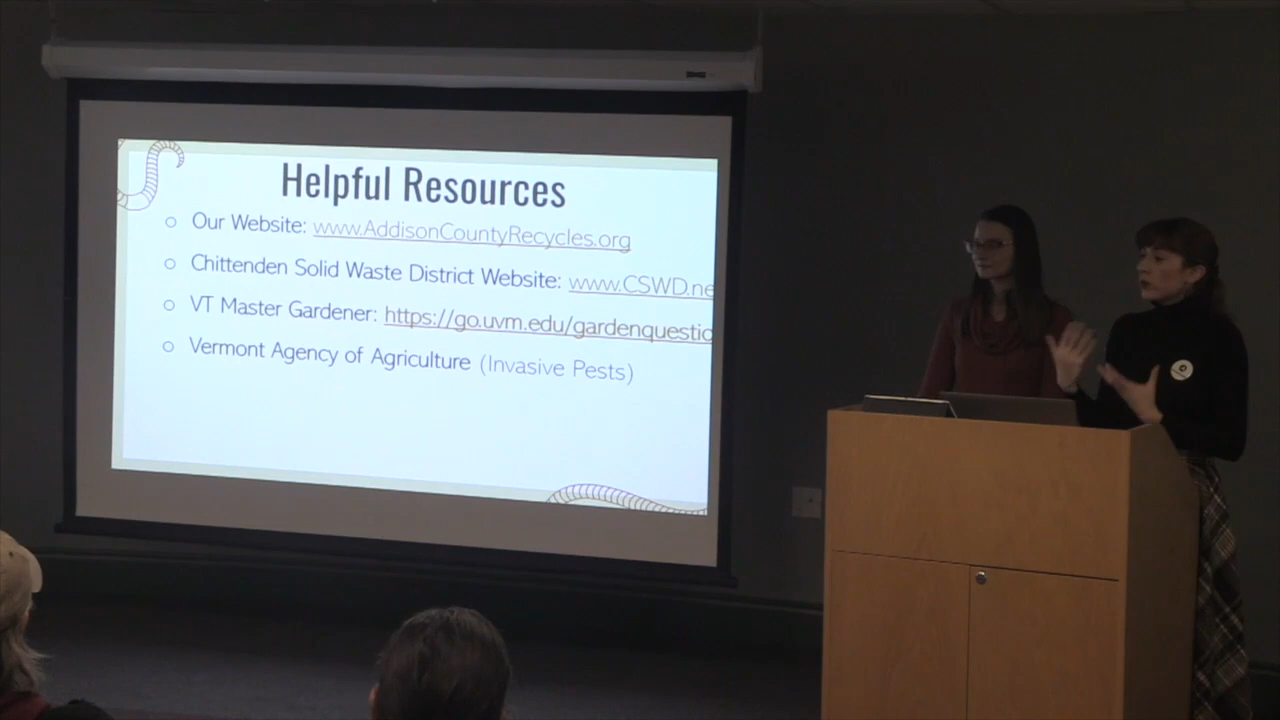 Helpful Resources
Our Website: www.AddisonCountyRecycles.org
Chittenden Solid Waste District Website: www.CSWD.ne
VT Master Gardener: https://go.uvm.edu/gardenquestio
Vermont Agency of Agriculture (Invasive Pests)